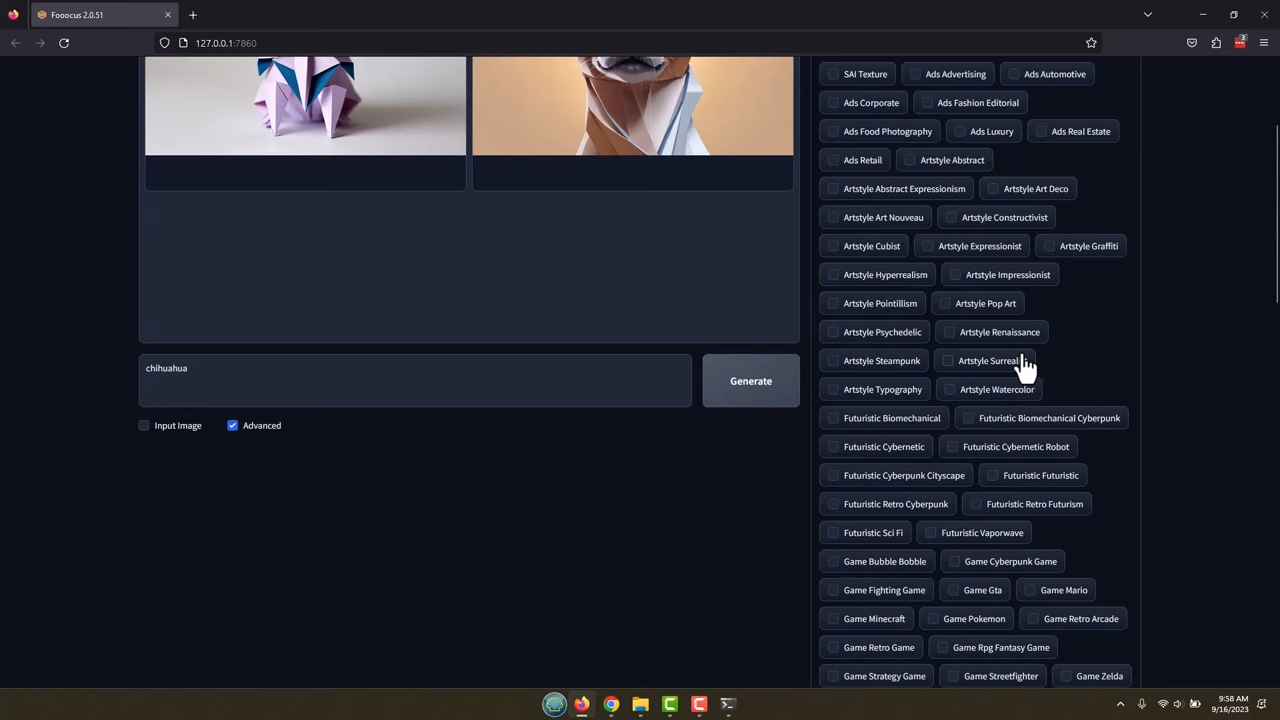 Fooocus 2.0.51
127.0.0.1:7860
3
SAI Texture
Ads Advertising
Ads Automotive
Ads Corporate
Ads Fashion Editorial
Ads Food Photography
Ads Luxury
Ads Real Estate
Ads Retail
Artstyle Abstract
Artstyle Abstract Expressionism
Artstyle Art Deco
Artstyle Art Nouveau
Artstyle Constructivist
Artstyle Cubist
Artstyle Expressionist
Artstyle Graffiti
Artstyle Hyperrealism
Artstyle Impressionist
Artstyle Pointillism
Artstyle Pop Art
Artstyle Psychedelic
Artstyle Renaissance
Artstyle Steampunk
Artstyle
Artstyle Typography
Artstyle Watercolor
Futuristic Biomechanical
Futuristic Biomechanical Cyberpunk
Futuristic Cybernetic
Futuristic Cybernetic Robot
Futuristic Cyberpunk Cityscape
Futuristic Futuristic
Futuristic Retro Cyberpunk
Futuristic Retro Futurism
Futuristic Sci Fi
Futuristic Vaporwave
Game Bubble Bobble
Game Cyberpunk Game
Game Fighting Game
Game Gta
Game Mario
Game Minecraft
Game Pokemon
Game Retro Arcade
Game Retro Game
Game Rpg Fantasy Game
Game Strategy Game
Game Streetfighter
Game Zelda
chihuahua
Generate
Input Image
Advanced
9:58 AM
9/16/2023